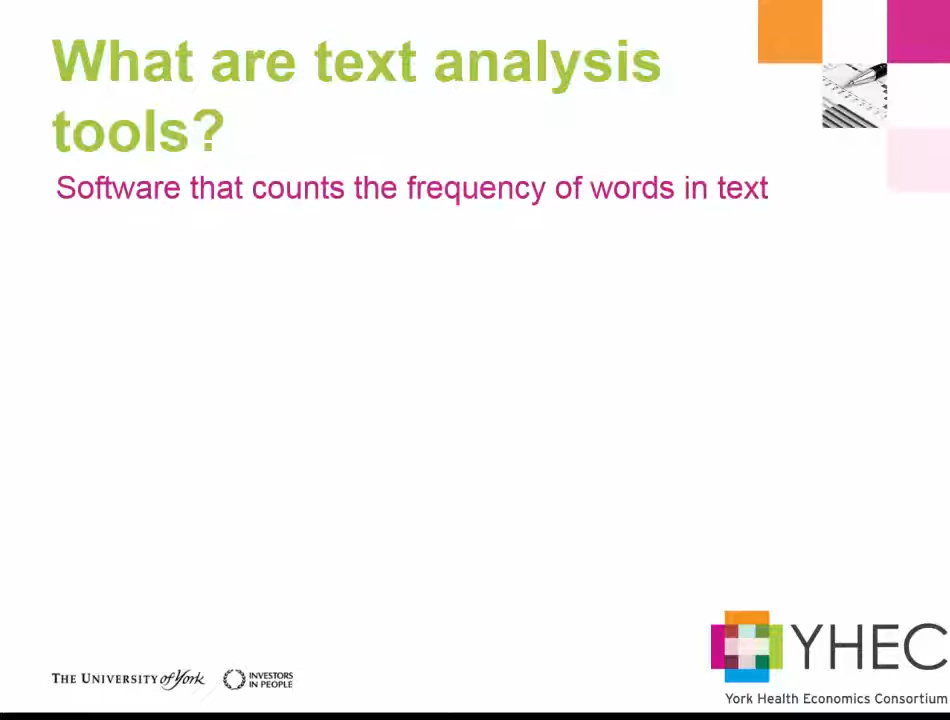 What are text analysis
tools?
Software that counts the frequency of words in text
THE UNIVERSITY of York
INVESTORS
IN PEOPLE
YHEC
York Health Economics Consortium